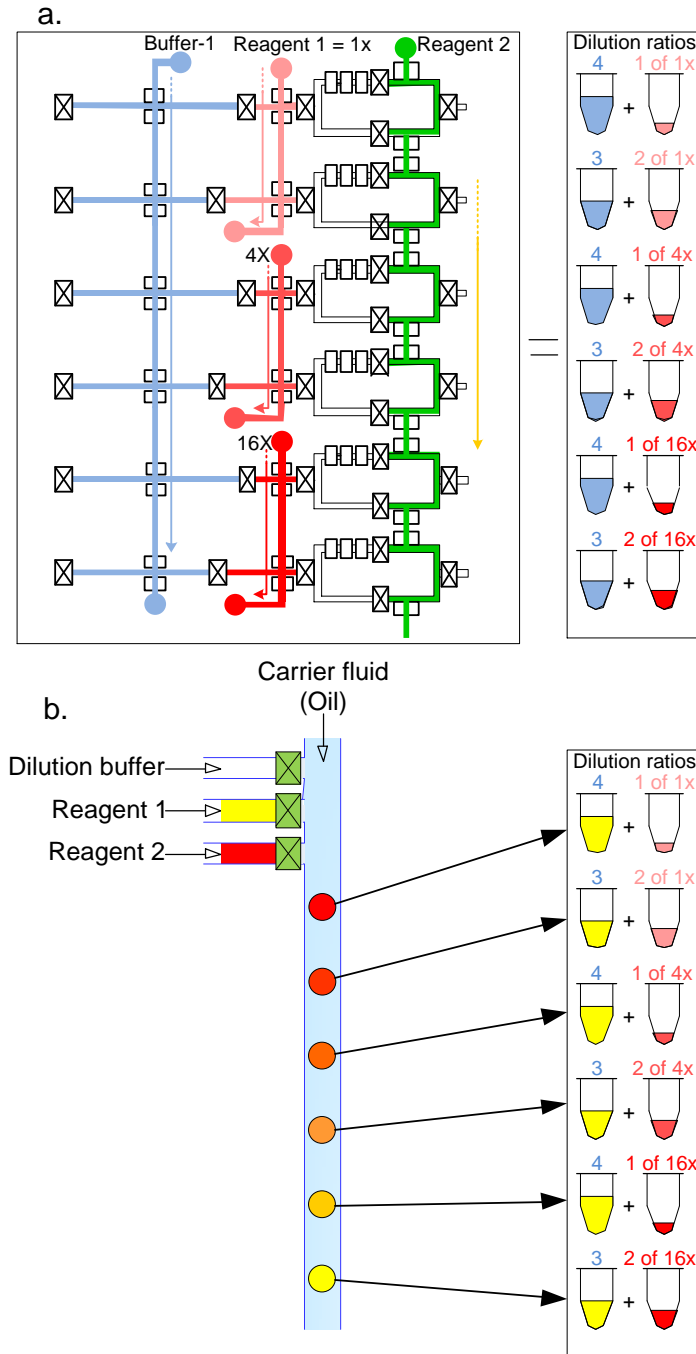 a.
Buffer-1
Reagent 1 = 1x
Reagent 2
4X
16X
Dilution ratios
4 1 of 1x
+
3 2 of 1x
+
4 1 of 4x
+
3 2 of 4x
+
4 1 of 16x
+
3 2 of 16x
+
=
b.
Carrier fluid
(Oil)
Dilution buffer
Reagent 1
Reagent 2
Dilution ratios
4 1 of 1x
+
3 2 of 1x
+
4 1 of 4x
+
3 2 of 4x
+
4 1 of 16x
+
3 2 of 16x
+